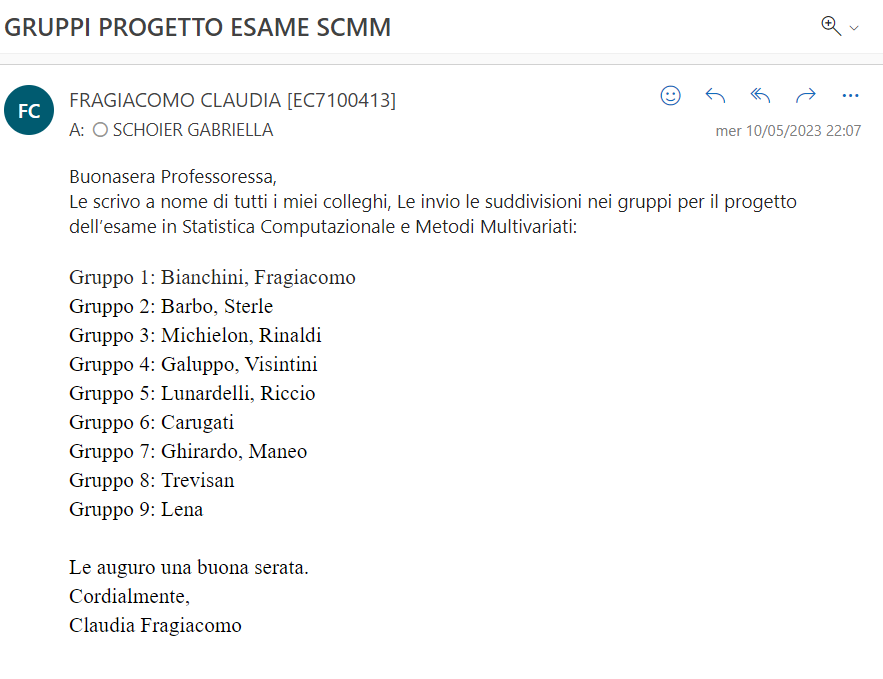 GRUPPI PROGETTO ESAME SCMM
FC
FRAGIACOMO CLAUDIA [EC7100413]
A: SCHOIER GABRIELLA
mer 10/05/2023 22:07
Buonasera Professoressa,
Le scrivo a nome di tutti i miei colleghi, Le invio le suddivisioni nei gruppi per il progetto
dell’esame in Statistica Computazionale e Metodi Multivariati:
Gruppo 1: Bianchini, Fragiacomo
Gruppo 2: Barbo, Sterle
Gruppo 3: Michielon, Rinaldi
Gruppo 4: Galuppo, Visintini
Gruppo 5: Lunardelli, Riccio
Gruppo 6: Carugati
Gruppo 7: Ghirardo, Maneo
Gruppo 8: Trevisan
Gruppo 9: Lena
Le auguro una buona serata.
Cordialmente,
Claudia Fragiacomo